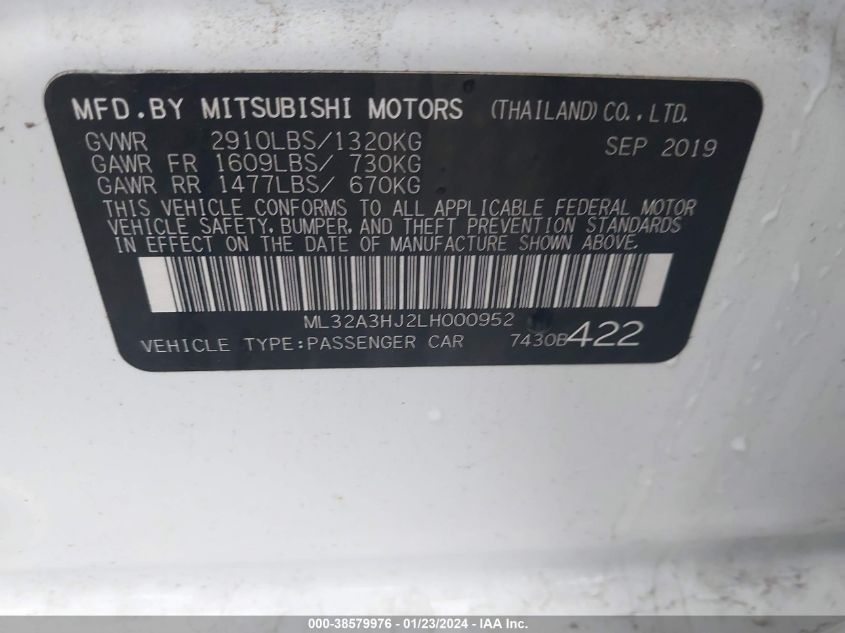 MFD.BY MITSUBISHI MOTORS (THAILAND)CO.,LTD.
GVWR 2910LBS/1320KG SEP 2019
GAWR FR 1609LBS/ 730KG
GAWR RR 1477LBS/ 670KG
THIS VEHICLE CONFORMS TO ALL APPLICABLE FEDERAL MOTOR
VEHICLE SAFETY, BUMPER, AND THEFT PREVENTION STANDARDS
IN EFFECT ON THE DATE OF MANUFACTURE SHOWN ABOVE.
ML32A3HJ2LH000952
VEHICLE TYPE:PASSENGER CAR 7430B422
000-38579976 - 01/23/2024 - IAA Inc.